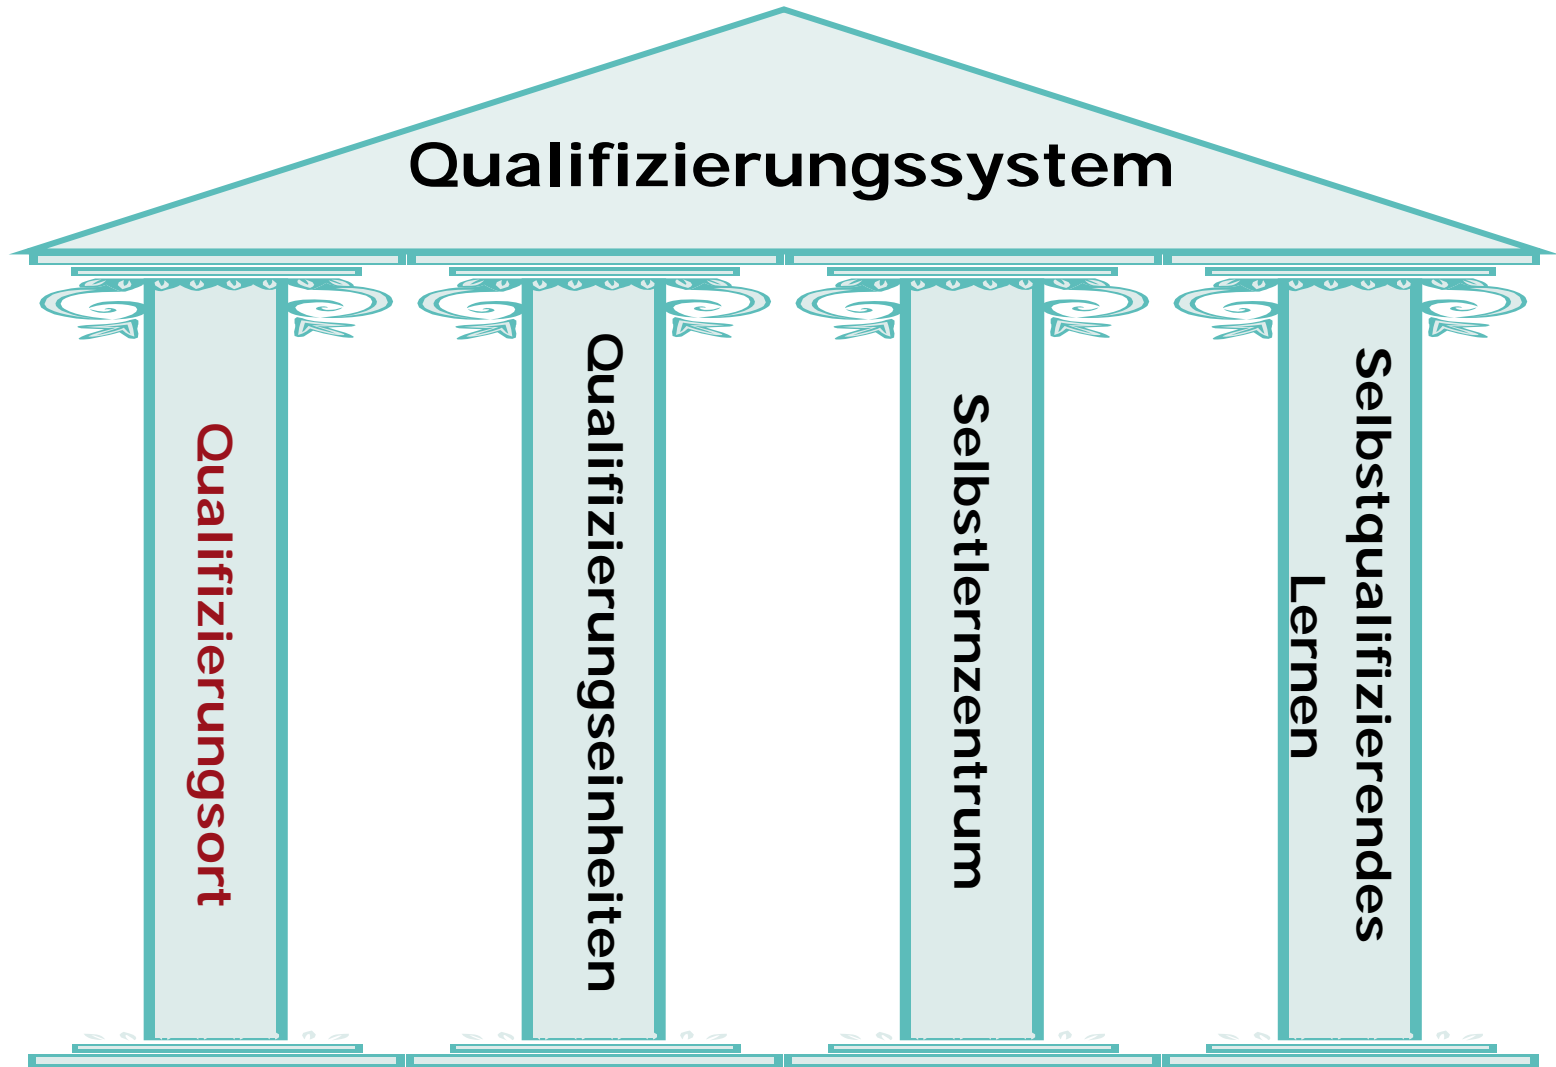 Qualifizierungssystem
Qualifizierungsort
Qualifizierungseinheiten
Selbstlernzentrum
Selbstqualifizierendes
Lernen